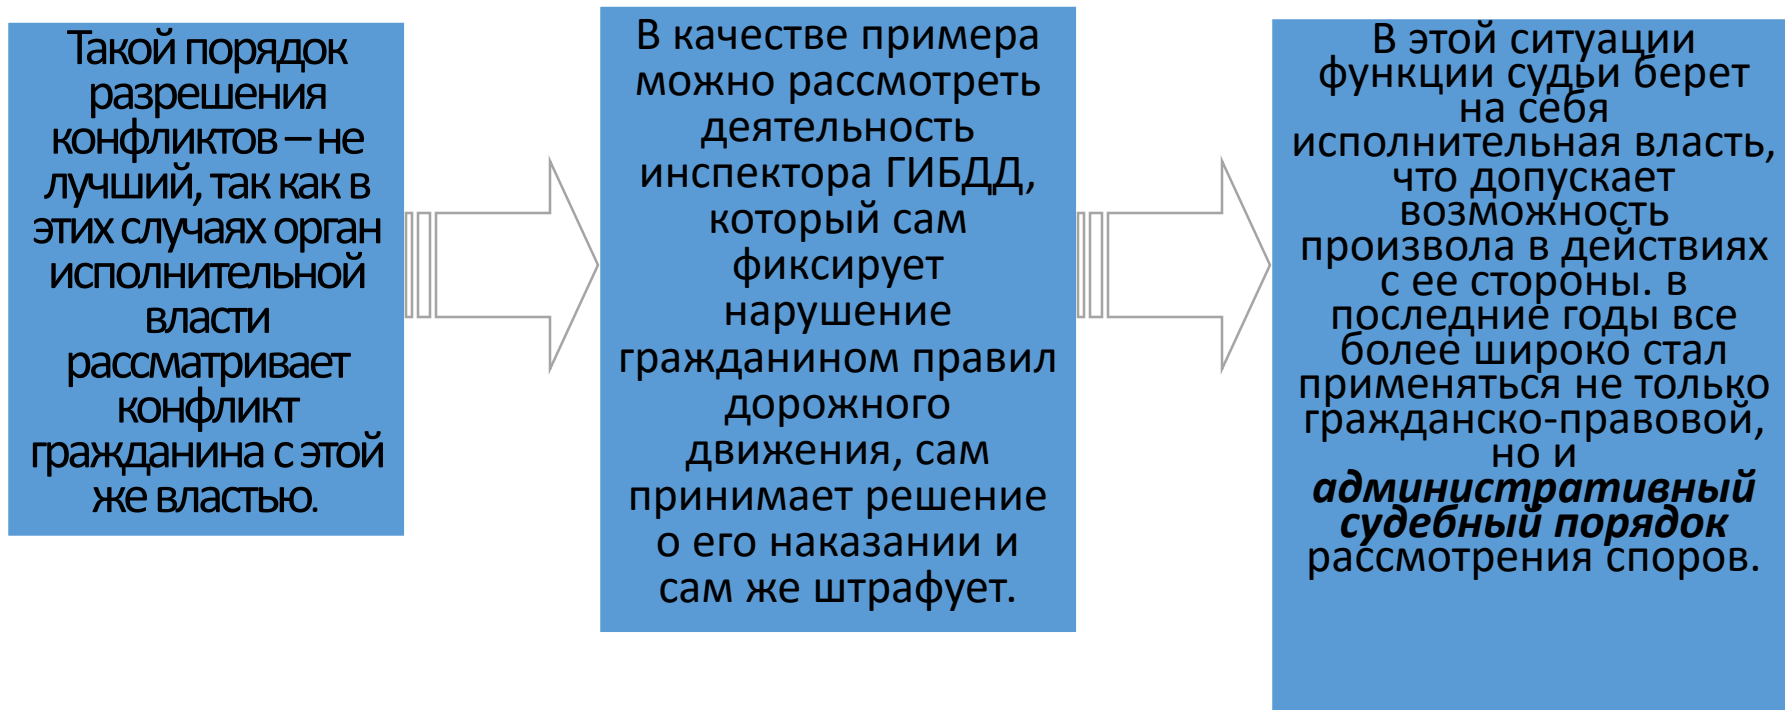 Такой порядок
разрешения
конфликтов – не
лучший, так как в
этих случаях орган
исполнительной
власти
рассматривает
конфликт
гражданина с этой
же властью.
В качестве примера
можно рассмотреть
деятельность
инспектора ГИБДД,
который сам
фиксирует
нарушение
гражданином правил
дорожного
движения, сам
принимает решение
о его наказании и
сам же штрафует.
В этой ситуации
функции судьи берет
на себя
исполнительная власть,
что допускает
возможность
произвола в действиях
с ее стороны. в
последние годы все
более широко стал
применяться не только
гражданско-правовой,
но и
административный
судебный порядок
рассмотрения споров.